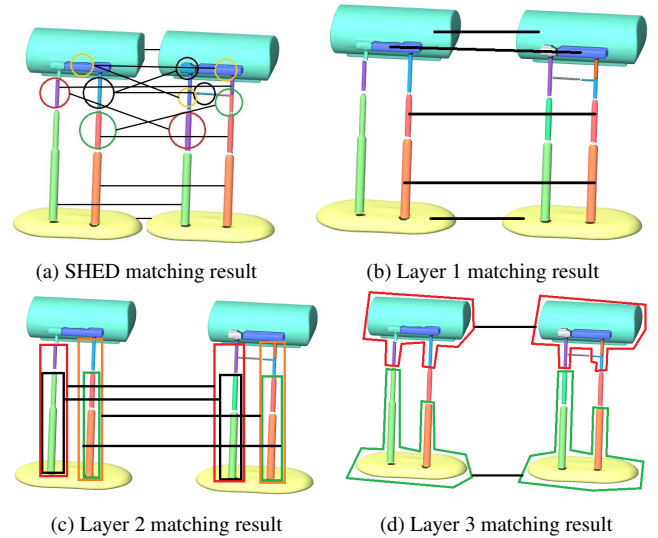 (a) SHED matching result
(b) Layer 1 matching result
(c) Layer 2 matching result
(d) Layer 3 matching result